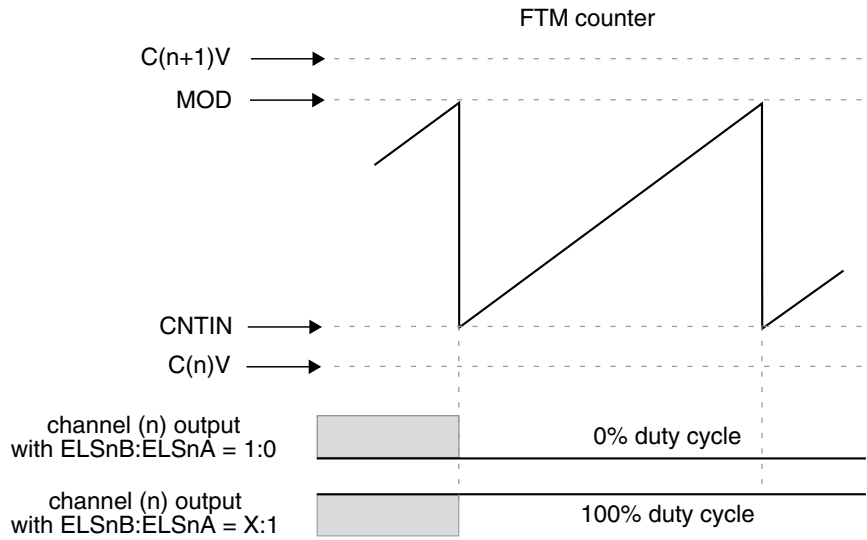 FTM counter
C(n+1)V
MOD
CNTIN
C(n)V
channel (n) output
with ELSnB:ELSnA = 1:0
0% duty cycle
channel (n) output
with ELSnB:ELSnA = X:1
100% duty cycle